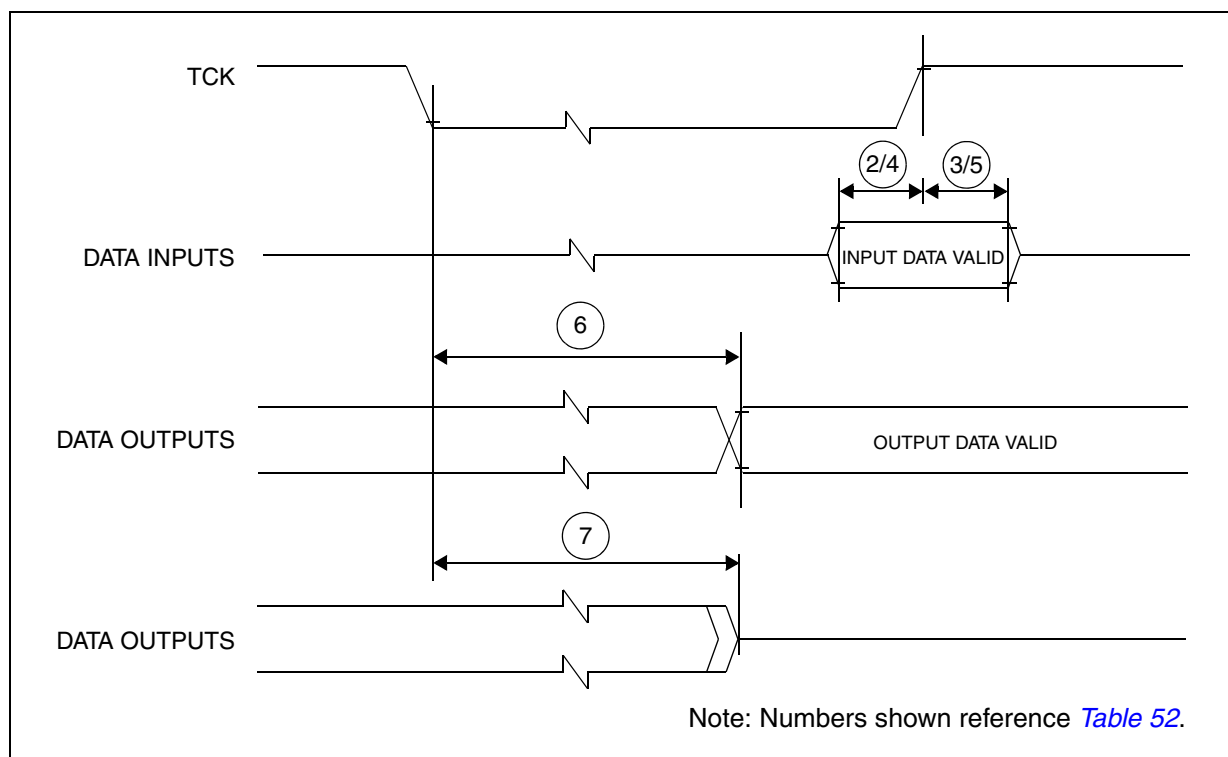 TCK
2/4
3/5
DATA INPUTS
INPUT DATA VALID
6
DATA OUTPUTS
OUTPUT DATA VALID
7
DATA OUTPUTS
Note: Numbers shown reference Table 52.